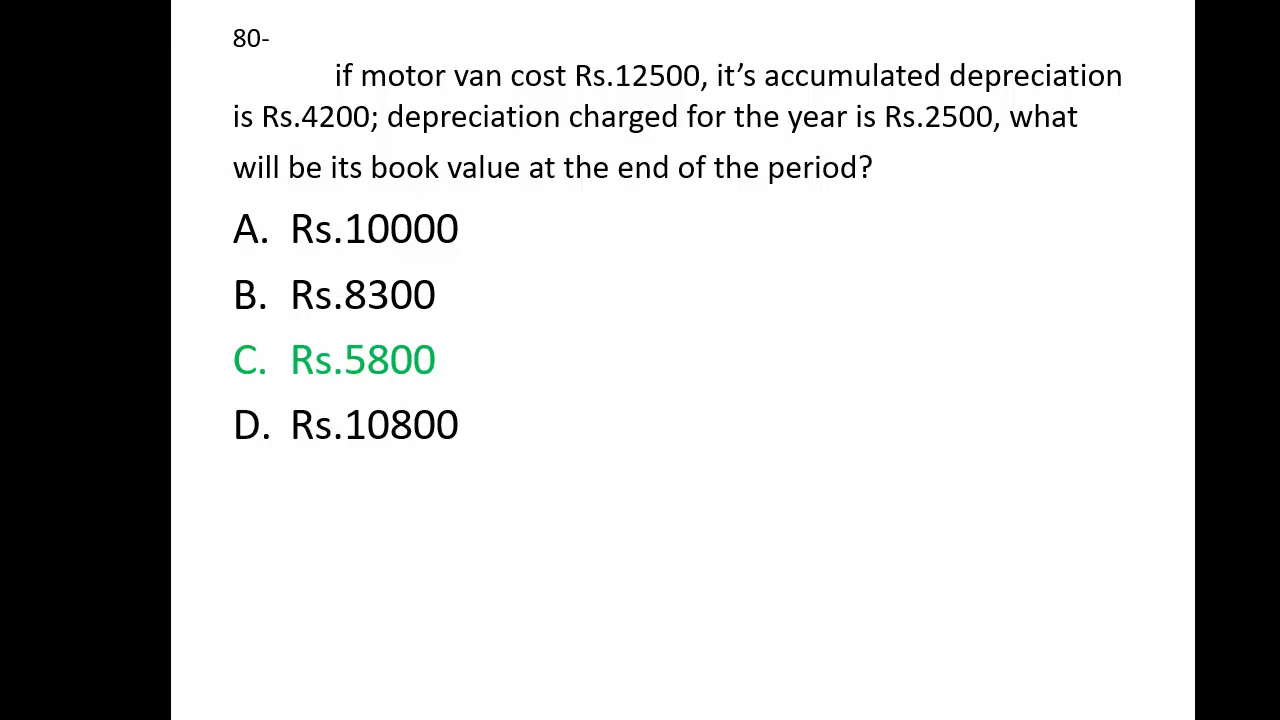 80-
if motor van cost Rs.12500, it’s accumulated depreciation
is Rs.4200; depreciation charged for the year is Rs.2500, what
will be its book value at the end of the period?
A. Rs.10000
B. Rs.8300
C. Rs.5800
D. Rs.10800